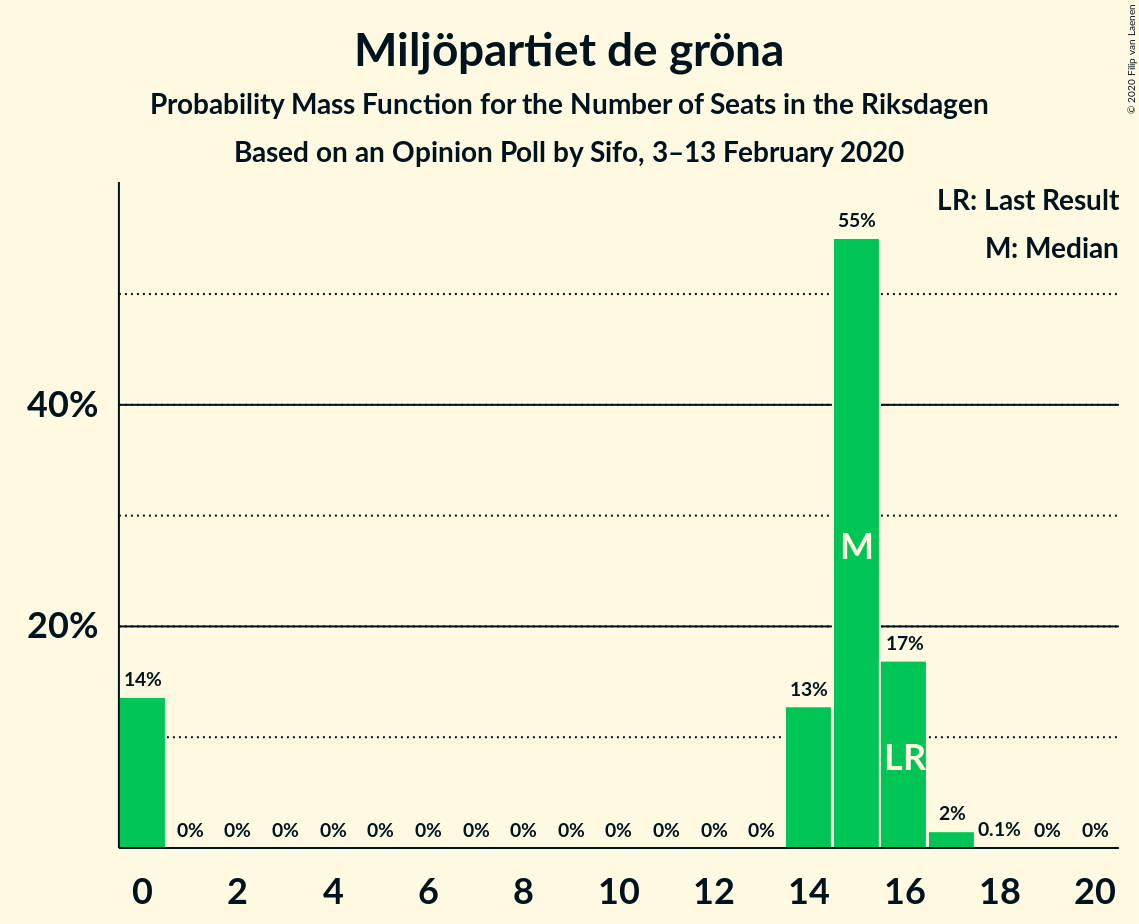 Miljöpartiet de gröna
Probability Mass Function for the Number of Seats in the Riksdagen
Based on an Opinion Poll by Sifo, 3–13 February 2020
© 2020 Filip van Laenen
LR: Last Result
M: Median
55%
40%
M
20%
17%
14%
13%
LR
2%
0% 0% 0% 0% 0% 0% 0% 0% 0% 0% 0% 0% 0% 0.1% 0% 0%
0 2 4 6 8 10 12 14 16 18 20